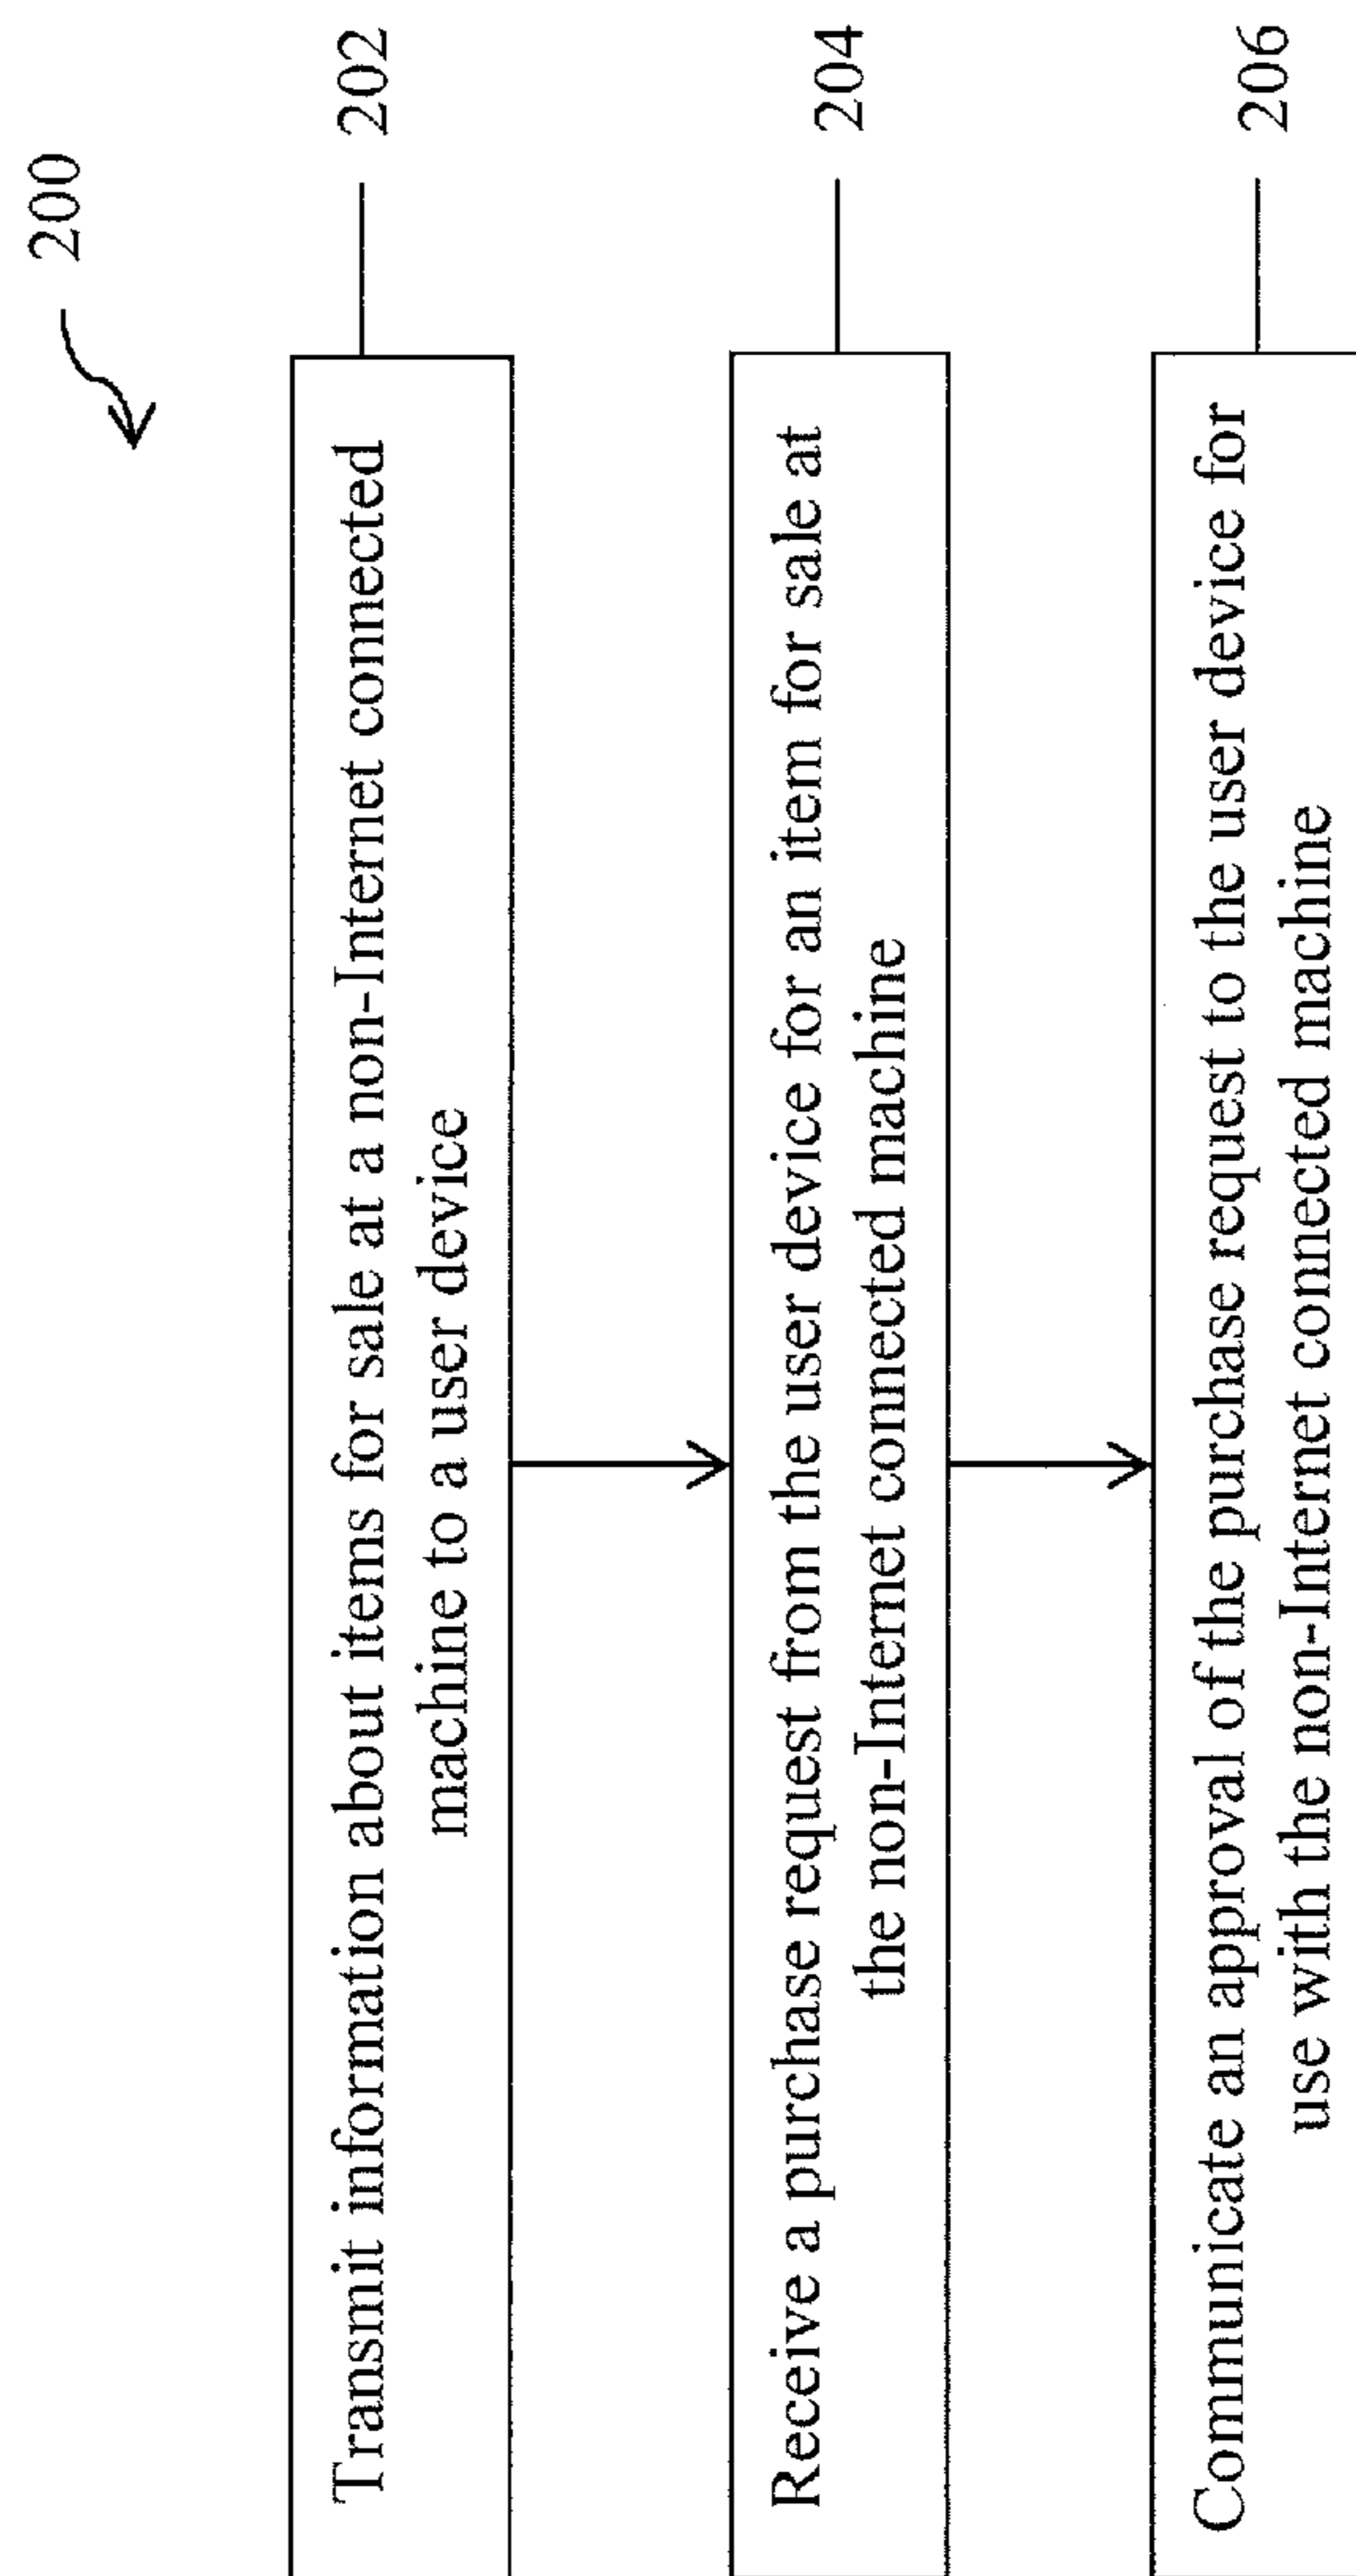 200
Transmit information about items for sale at a non-Internet connected
machine to a user device
202
Receive a purchase request from the user device for an item for sale at
the non-Internet connected machine
204
Communicate an approval of the purchase request to the user device for
use with the non-Internet connected machine
206